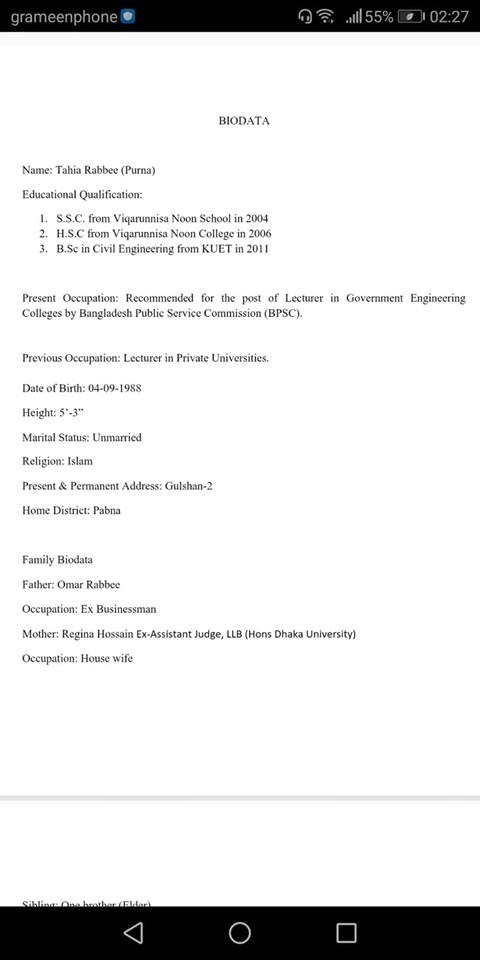 grameenphone 55% 02:27
BIODATA
Name: Tahia Rabbee (Purna)
Educational Qualification:
1. S.S.C. from Viqarunnisa Noon School in 2004
2. H.S.C from Viqarunnisa Noon College in 2006
3. B.Sc in Civil Engineering from KUET in 2011
Present Occupation: Recommended for the post of Lecturer in Government Engineering
Colleges by Bangladesh Public Service Commission (BPSC).
Previous Occupation: Lecturer in Private Universities.
Date of Birth: 04-09-1988
Height: 5’-3”
Marital Status: Unmarried
Religion: Islam
Present & Permanent Address: Gulshan-2
Home District: Pabna
Family Biodata
Father: Omar Rabbee
Occupation: Ex Businessman
Mother: Regina Hossain Ex-Assistant Judge, LLB (Hons Dhaka University)
Occupation: House wife
Sibling: One brother (Elder)